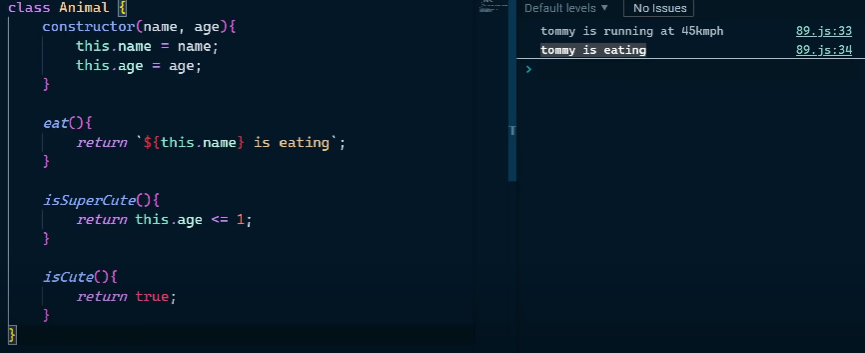 class Animal {
constructor(name, age){
this.name = name;
this.age = age;
}
eat(){
return `${this.name} is eating`;
}
isSuperCute(){
return this.age <= 1;
}
isCute(){
return true;
}
}
Default levels ▼ No Issues
tommy is running at 45kmph 89.js:33
tommy is eating 89.js:34
>